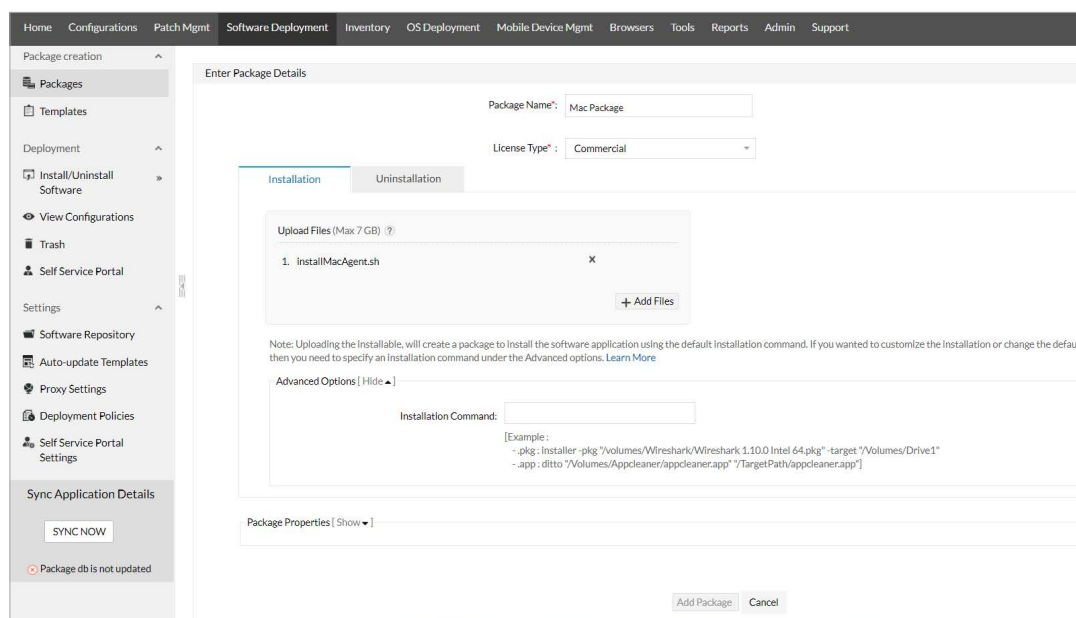 Home Configurations Patch Mgmt Software Deployment Inventory OS Deployment Mobile Device Mgmt Browsers Tools Reports Admin Support
Package creation
Packages
Templates
Deployment
Install/Uninstall
Software
View Configurations
Trash
Self Service Portal
Settings
Software Repository
Auto-update Templates
Proxy Settings
Deployment Policies
Self Service Portal
Settings
Sync Application Details
SYNC NOW
Package db is not updated
Enter Package Details
Package Name*: Mac Package
License Type* : Commercial
Installation Uninstallation
Upload Files (Max 7 GB) ?
1. installMacAgent.sh x
+ Add Files
Note: Uploading the Installable, will create a package to install the software application using the default installation command. If you wanted to customize the installation or change the defau
then you need to specify an installation command under the Advanced options. Learn More
Advanced Options [ Hide ▲ ]
Installation Command:
[Example :
- .pkg : installer -pkg "/volumes/Wireshark/Wireshark 1.10.0 Intel 64.pkg" -target "/Volumes/Drive1"
- .app : ditto "/Volumes/Appcleaner/appcleaner.app" "/TargetPath/appcleaner.app"]
Package Properties [ Show ▼ ]
Add Package Cancel